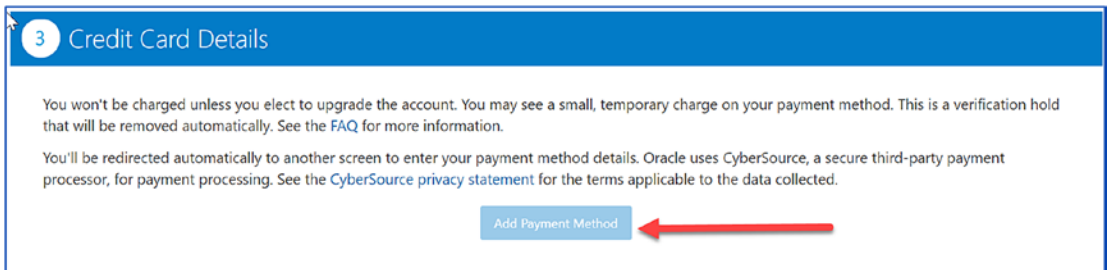 3 Credit Card Details
You won't be charged unless you elect to upgrade the account. You may see a small, temporary charge on your payment method. This is a verification hold
that will be removed automatically. See the FAQ for more information.
You'll be redirected automatically to another screen to enter your payment method details. Oracle uses CyberSource, a secure third-party payment
processor, for payment processing. See the CyberSource privacy statement for the terms applicable to the data collected.
Add Payment Method